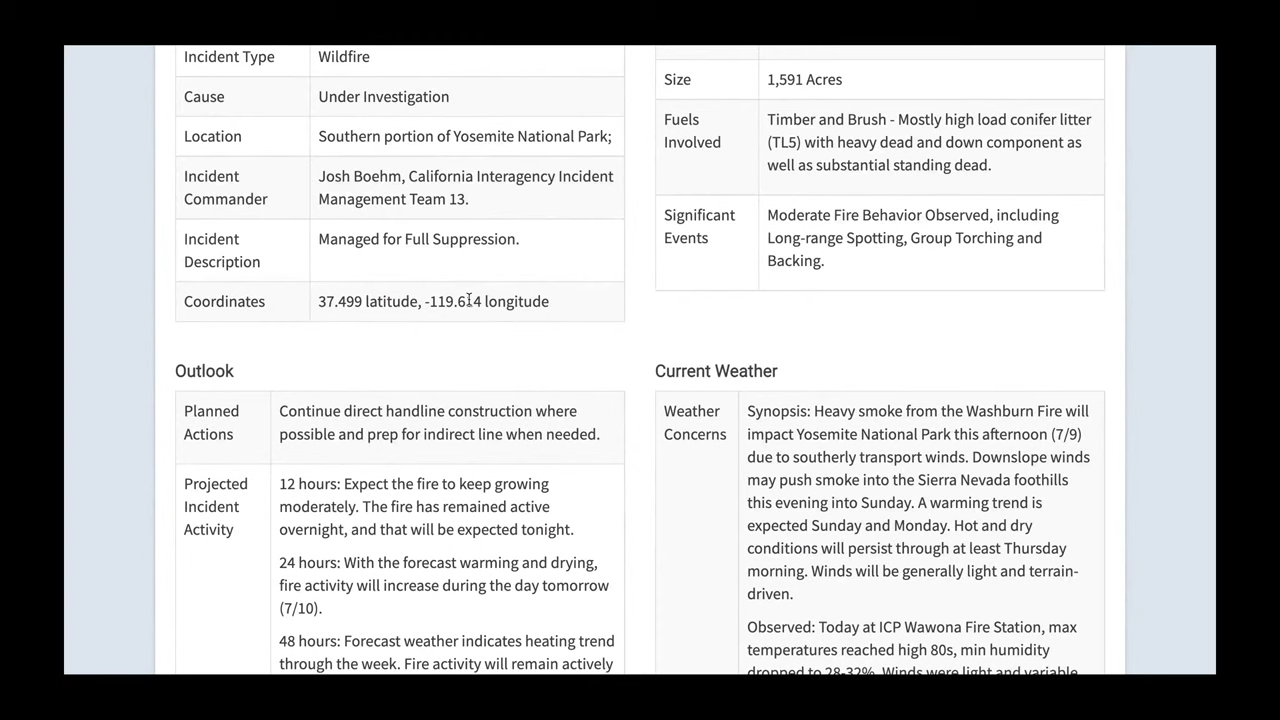 Incident Type
Wildfire
Cause
Under Investigation
Location
Southern portion of Yosemite National Park;
Incident
Commander
Josh Boehm, California Interagency Incident
Management Team 13.
Incident
Description
Managed for Full Suppression.
Coordinates
37.499 latitude, longitude
Size
1,591 Acres
Fuels
Involved
Timber and Brush - Mostly high load conifer litter
(TL5) with heavy dead and down component as
well as substantial standing dead.
Significant
Events
Moderate Fire Behavior Observed, including
Long-range Spotting, Group Torching and
Backing.
Outlook
Planned
Actions
Continue direct handline construction where
possible and prep for indirect line when needed.
Projected
Incident
Activity
12 hours: Expect the fire to keep growing
moderately. The fire has remained active
overnight, and that will be expected tonight.
24 hours: With the forecast warming and drying,
fire activity will increase during the day tomorrow
(7/10).
48 hours: Forecast weather indicates heating trend
through the week. Fire activity will remain actively
Current Weather
Weather
Concerns
Synopsis: Heavy smoke from the Washburn Fire will
impact Yosemite National Park this afternoon (7/9)
due to southerly transport winds. Downslope winds
may push smoke into the Sierra Nevada foothills
this evening into Sunday. A warming trend is
expected Sunday and Monday. Hot and dry
conditions will persist through at least Thursday
morning. Winds will be generally light and terrain-
driven.
Observed: Today at ICP Wawona Fire Station, max
temperatures reached high 80s, min humidity
dropped to 28-32%. Winds were light and variable